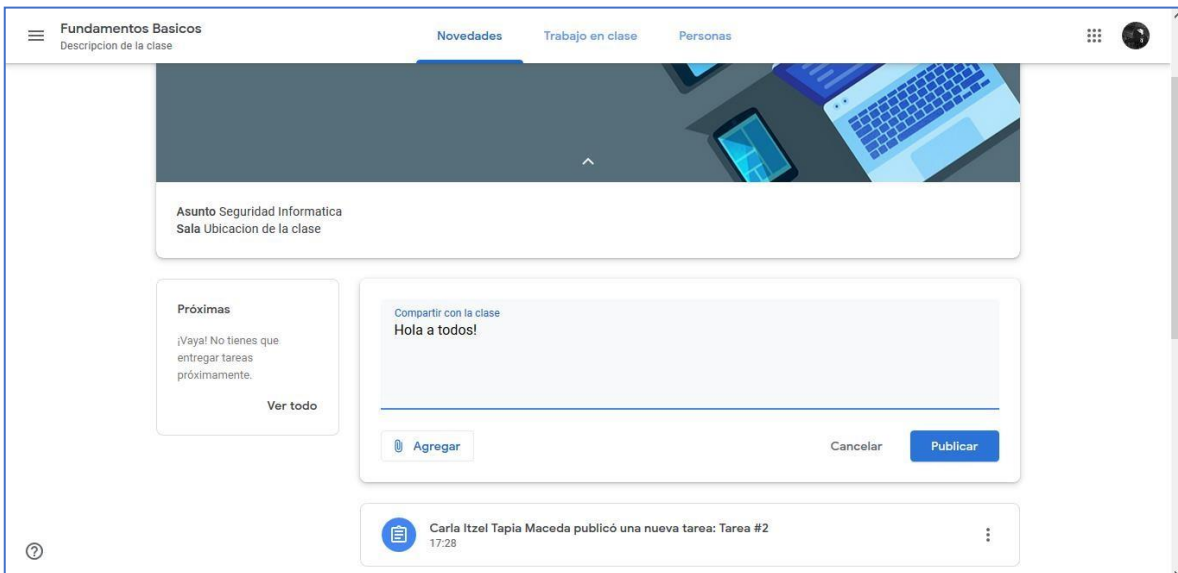 Fundamentos Basicos
Descripcion de la clase
Novedades
Trabajo en clase
Personas
Asunto Seguridad Informatica
Sala Ubicacion de la clase
Próximas
¡Vaya! No tienes que
entregar tareas
próximamente.
Ver todo
Compartir con la clase
Hola a todos!
Agregar
Cancelar
Publicar
Carla Itzel Tapia Maceda publicó una nueva tarea: Tarea #2
17:28